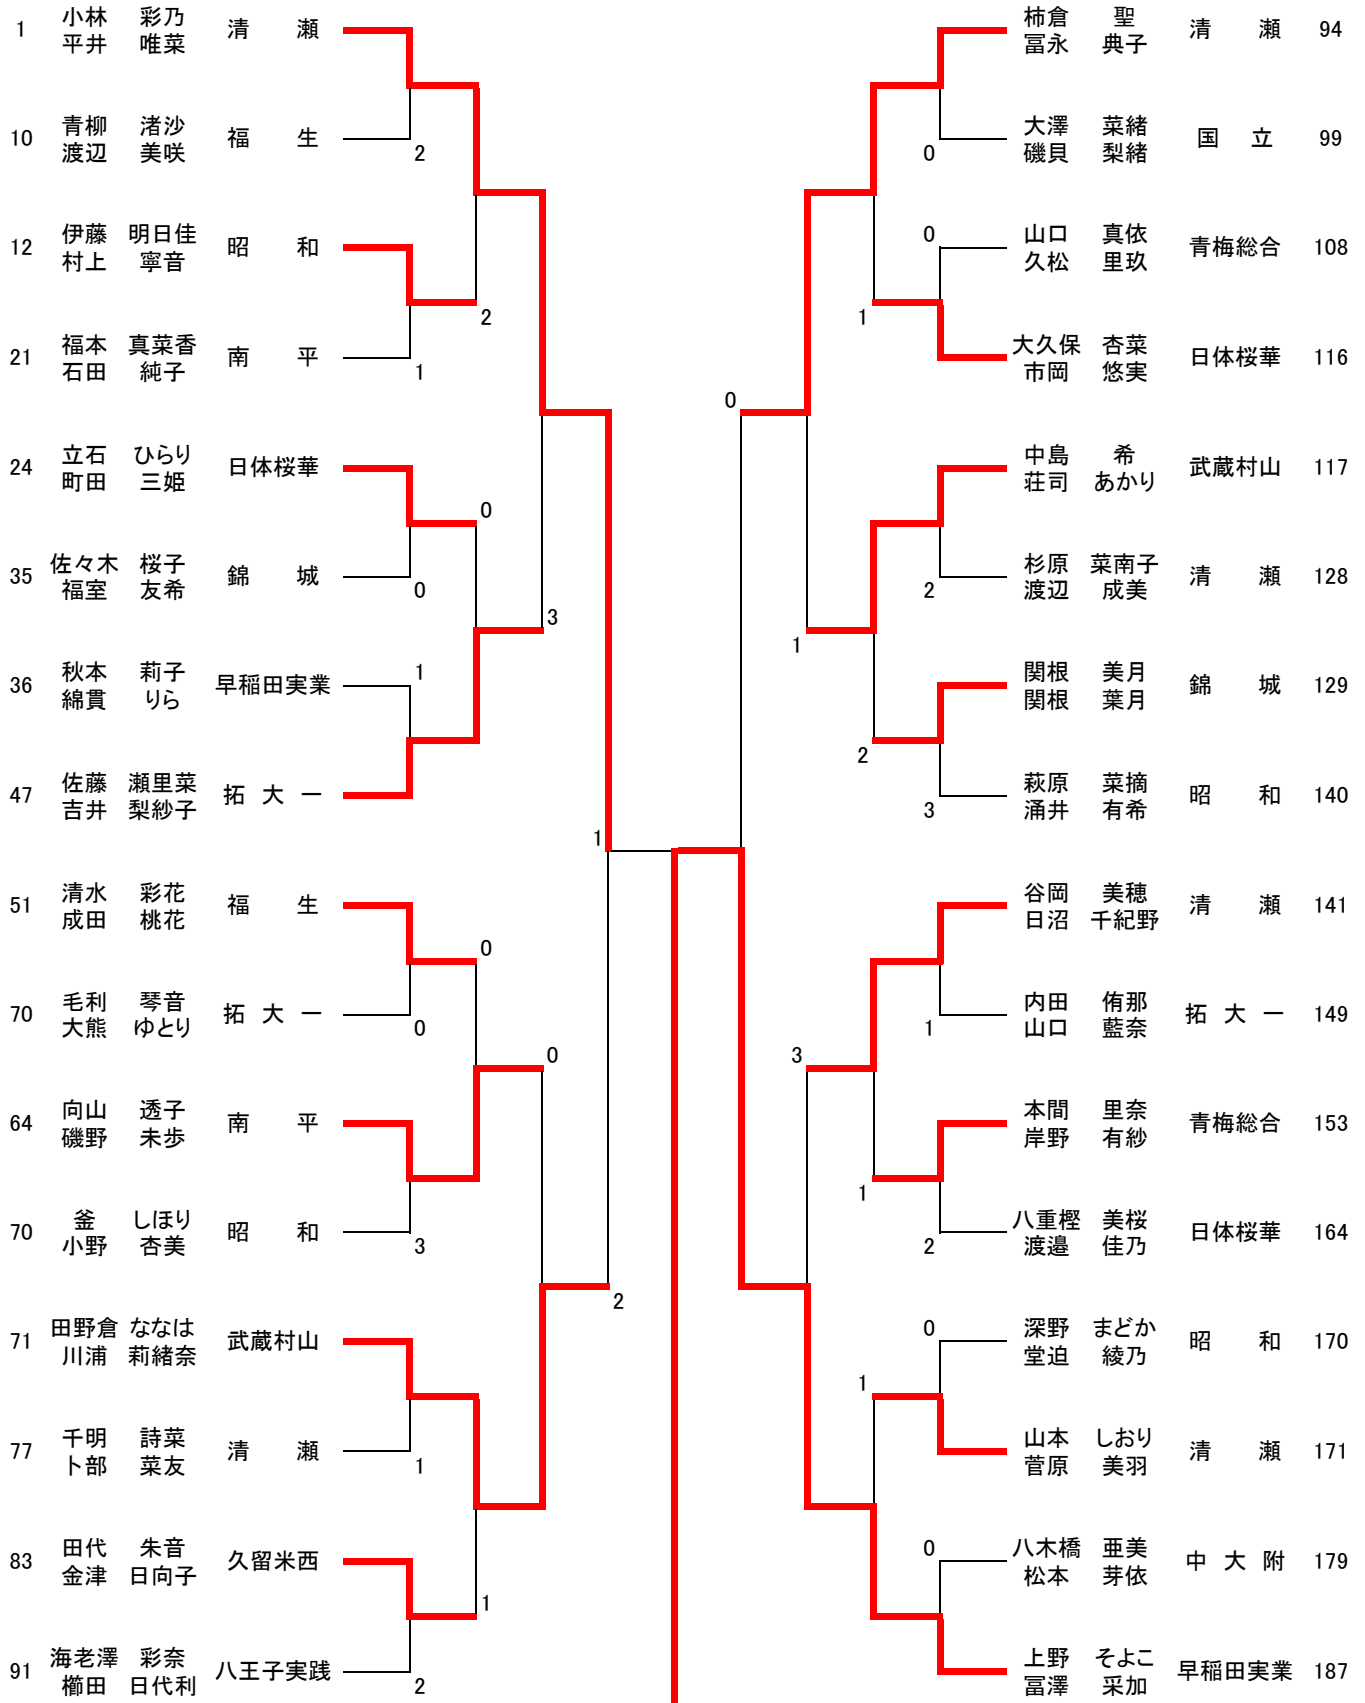 1 小林 彩乃 清 瀬
平井 唯菜
10 青柳 渚沙 福 生
渡辺 美咲
2
12 伊藤 明日佳 昭 和
村上 寧音
2
21 福本 真菜香 南 平
石田 純子
1
24 立石 ひらり 日体桜華
町田 三姫
0
35 佐々木 桜子 錦 城
福室 友希
0
3
36 秋本 莉子 早稲田実業
綿貫 りら
1
47 佐藤 瀬里菜 拓 大 一
吉井 梨紗子
1
51 清水 彩花 福 生
成田 桃花
0
70 毛利 琴音 拓 大 一
大熊 ゆとり
0
0
64 向山 透子 南 平
磯野 未歩
70 釜 しほり 昭 和
小野 杏美
3
2
71 田野倉 ななは 武蔵村山
川浦 莉緒奈
77 千明 詩菜 清 瀬
卜部 菜友
1
83 田代 朱音 久留米西
金津 日向子
1
91 海老澤 彩奈 八王子実践
櫛田 日代利
2
柿倉 聖 清 瀬 94
冨永 典子
大澤 菜緒 国 立 99
磯貝 梨緒
0
山口 真依 青梅総合 108
久松 里玖
0
1
大久保 杏菜 日体桜華 116
市岡 悠実
0
中島 希 武蔵村山 117
荘司 あかり
杉原 菜南子 清 瀬 128
渡辺 成美
2
1
関根 美月 錦 城 129
関根 葉月
2
萩原 菜摘 昭 和 140
涌井 有希
3
谷岡 美穂 清 瀬 141
日沼 千紀野
内田 侑那 拓 大 一 149
山口 藍奈
1
3
本間 里奈 青梅総合 153
岸野 有紗
1
八重樫 美桜 日体桜華 164
渡邉 佳乃
2
深野 まどか 昭 和 170
堂迫 綾乃
0
1
山本 しおり 清 瀬 171
菅原 美羽
八木橋 亜美 中 大 附 179
松本 芽依
0
上野 そよこ 早稲田実業 187
冨澤 采加